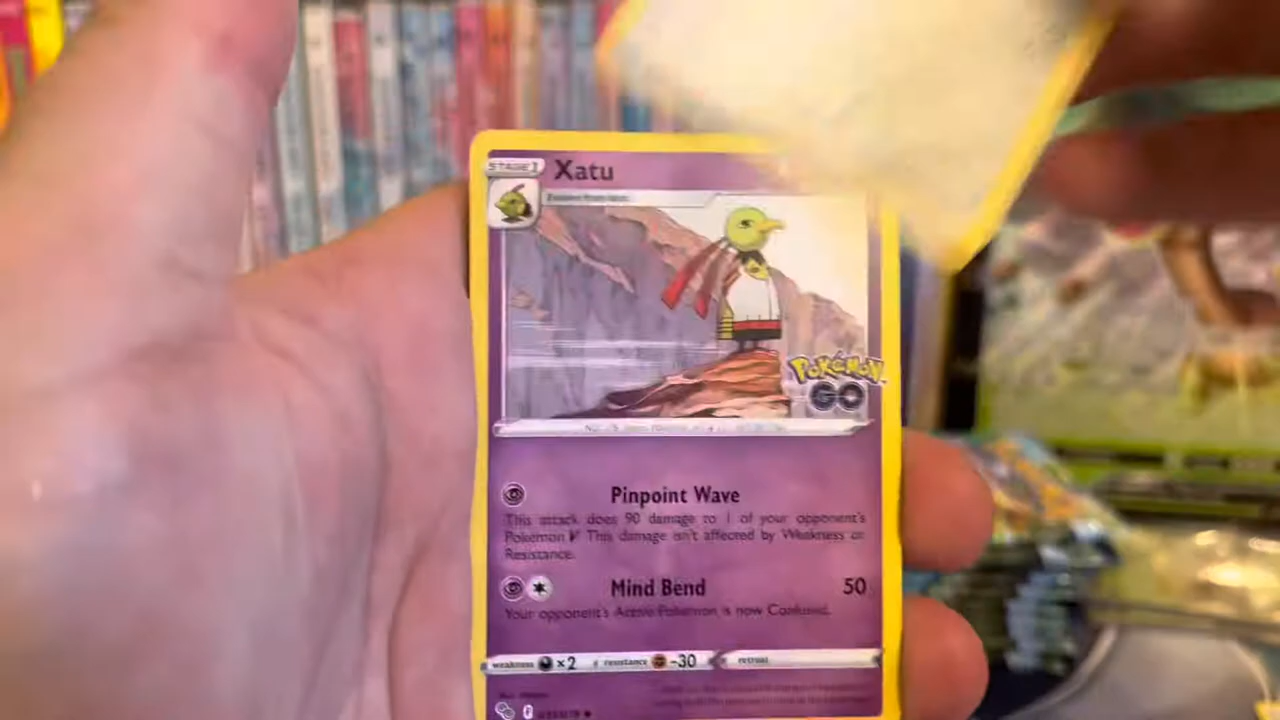 STAGE 1
Xatu
POKÉMON
GO
Pinpoint Wave
This attack does 90 damage to 1 of your opponent's
Pokémon V. This damage isn't affected by Weakness or
Resistance.
Mind Bend 50
Your opponent's Active Pokémon is now Confused.
weakness ×2 resistance -30 retreat